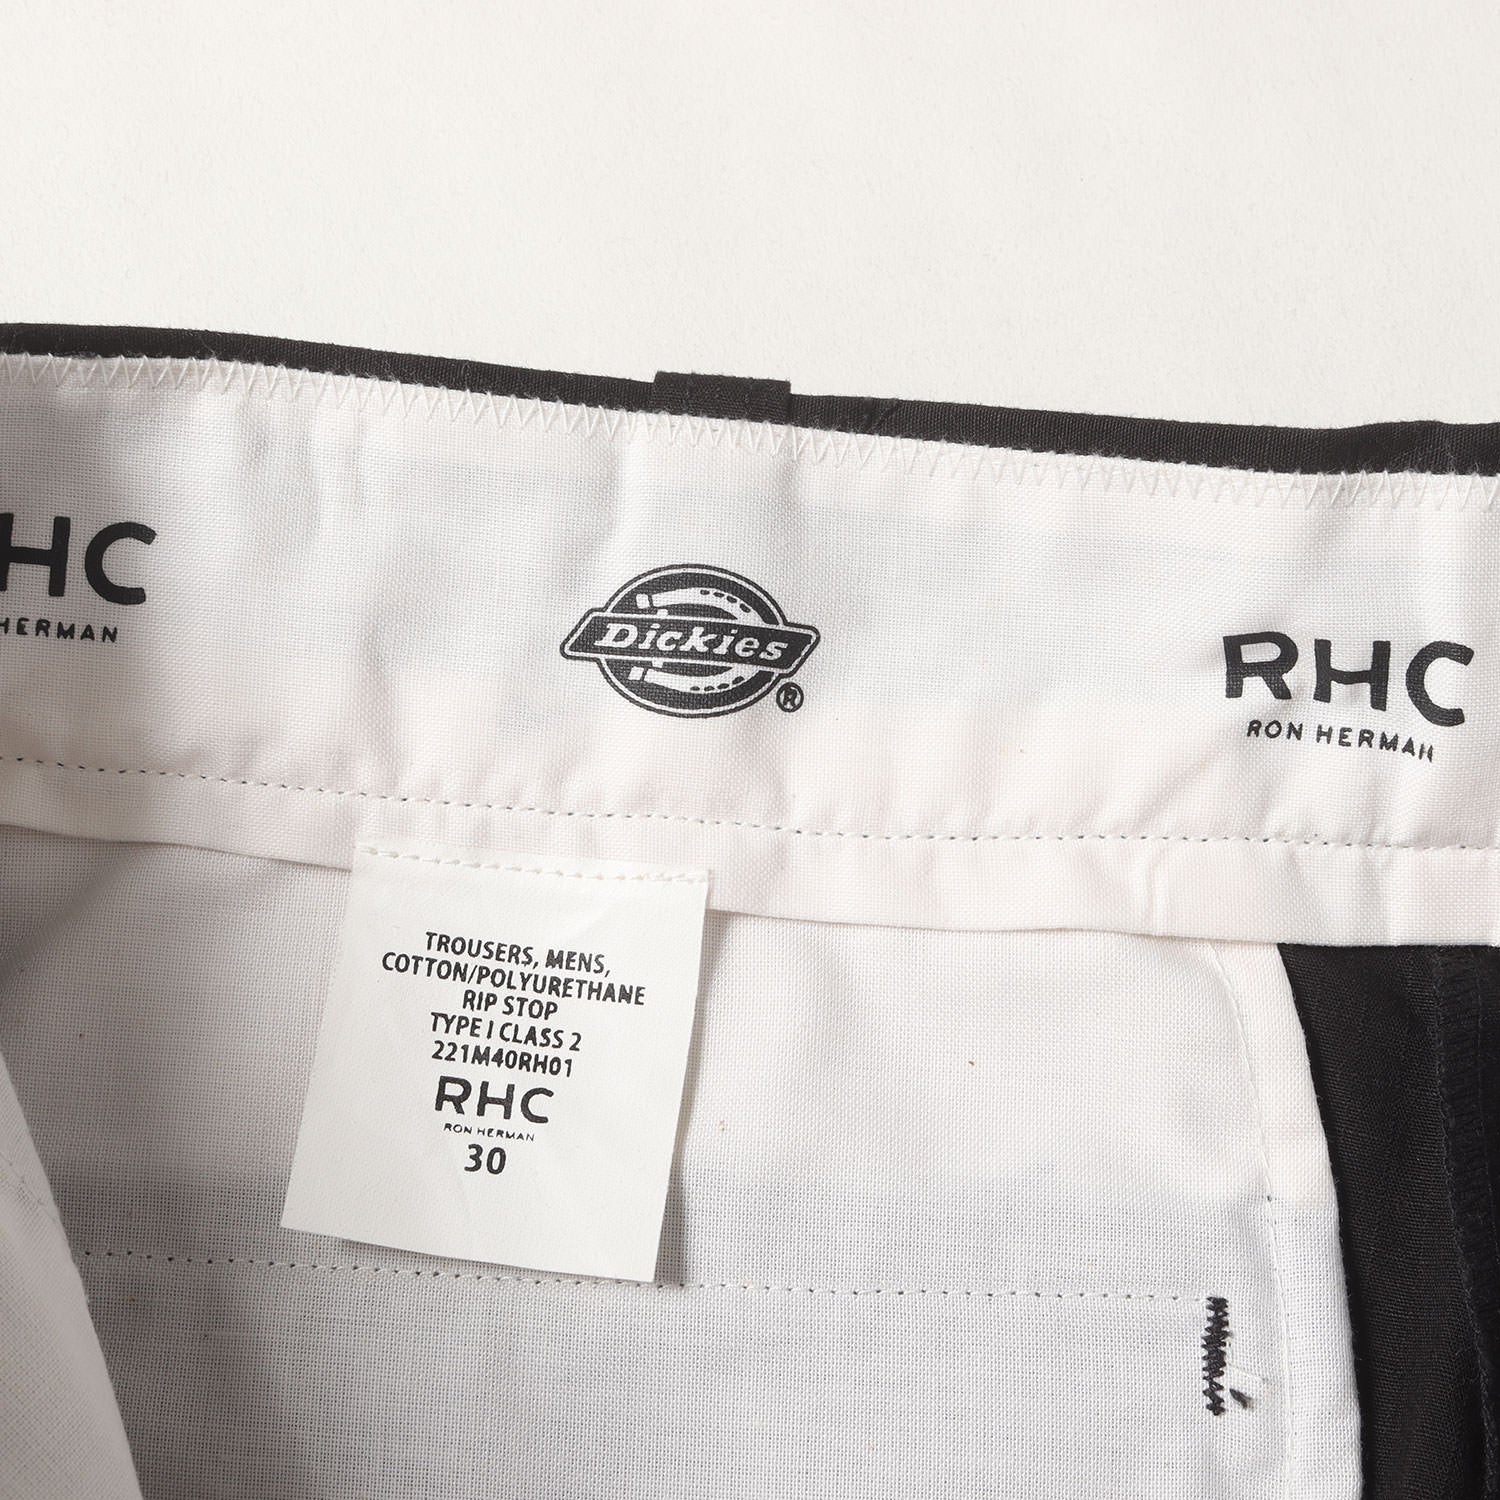 HC
HERMAN
Dickies®
RHC
RON HERMAN
TROUSERS, MENS,
COTTON/POLYURETHANE
RIP STOP
TYPE I CLASS 2
221M40RH01
RHC
RON HERMAN
30